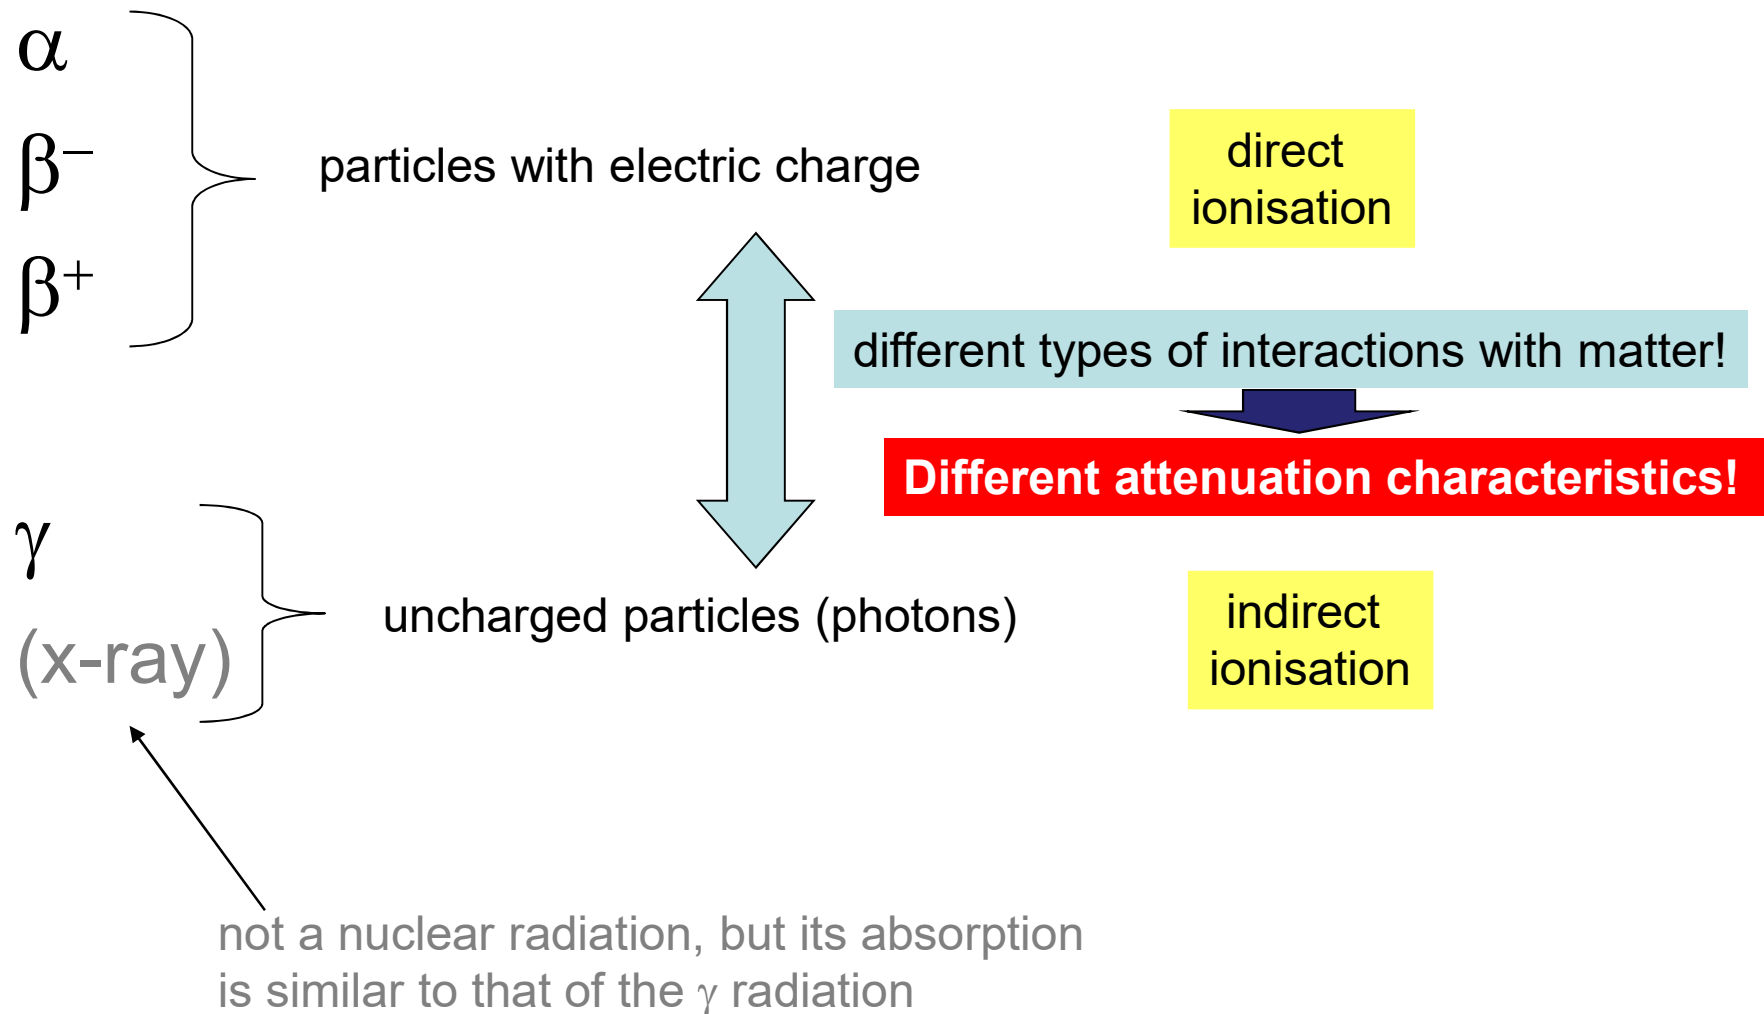 α
β−
β+
particles with electric charge
direct
ionisation
different types of interactions with matter!
Different attenuation characteristics!
γ
(x-ray)
uncharged particles (photons)
indirect
ionisation
not a nuclear radiation, but its absorption
is similar to that of the γ radiation